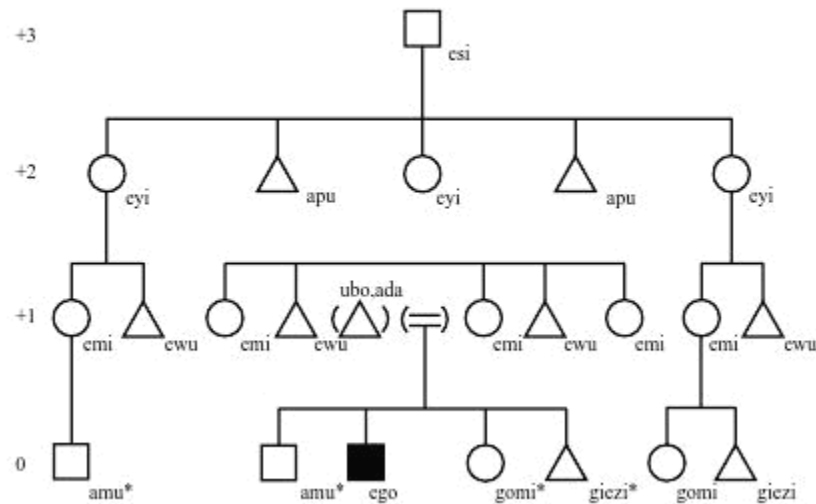 +3
esi
+2
eyi
apu
eyi
apu
eyi
ubo,ada
+1
( ) (=)
emi
ewu
emi
ewu
emi
ewu
emi
emi
ewu
0
amu*
amu*
ego
gomi*
giezi*
gomi
giezi